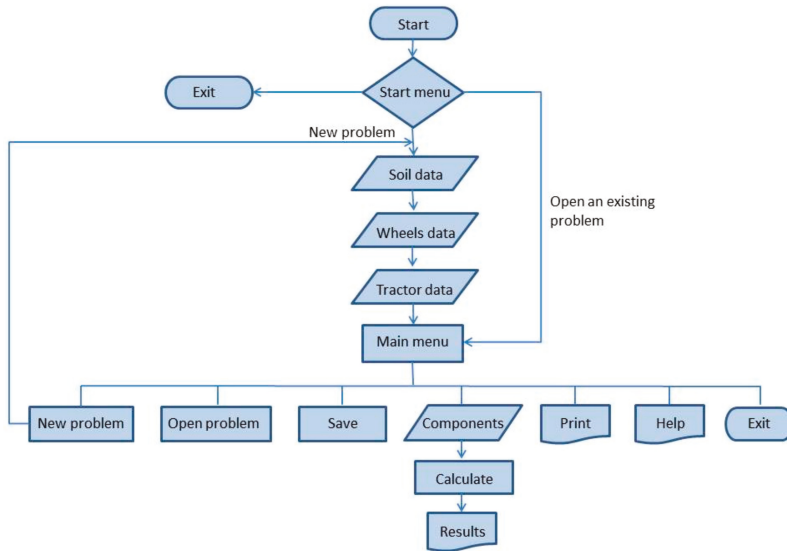 Start
Start menu
Exit
New problem
Soil data
Open an existing
problem
Wheels data
Tractor data
Main menu
New problem
Open problem
Save
Components
Print
Help
Exit
Calculate
Results